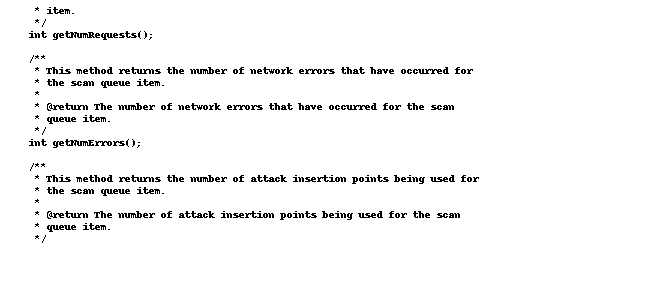 * item.
*/
int getNumRequests();
/**
* This method returns the number of network errors that have occurred for
* the scan queue item.
*
* @return The number of network errors that have occurred for the scan
* queue item.
*/
int getNumErrors();
/**
* This method returns the number of attack insertion points being used for
* the scan queue item.
*
* @return The number of attack insertion points being used for the scan
* queue item.
*/